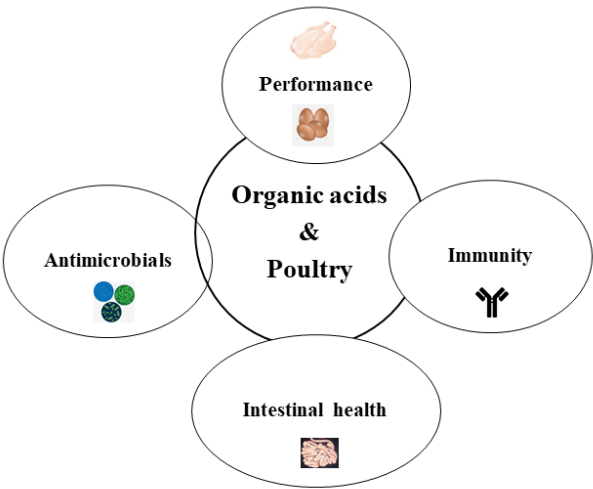 Performance
Organic acids
&
Poultry
Antimicrobials
Immunity
Intestinal health